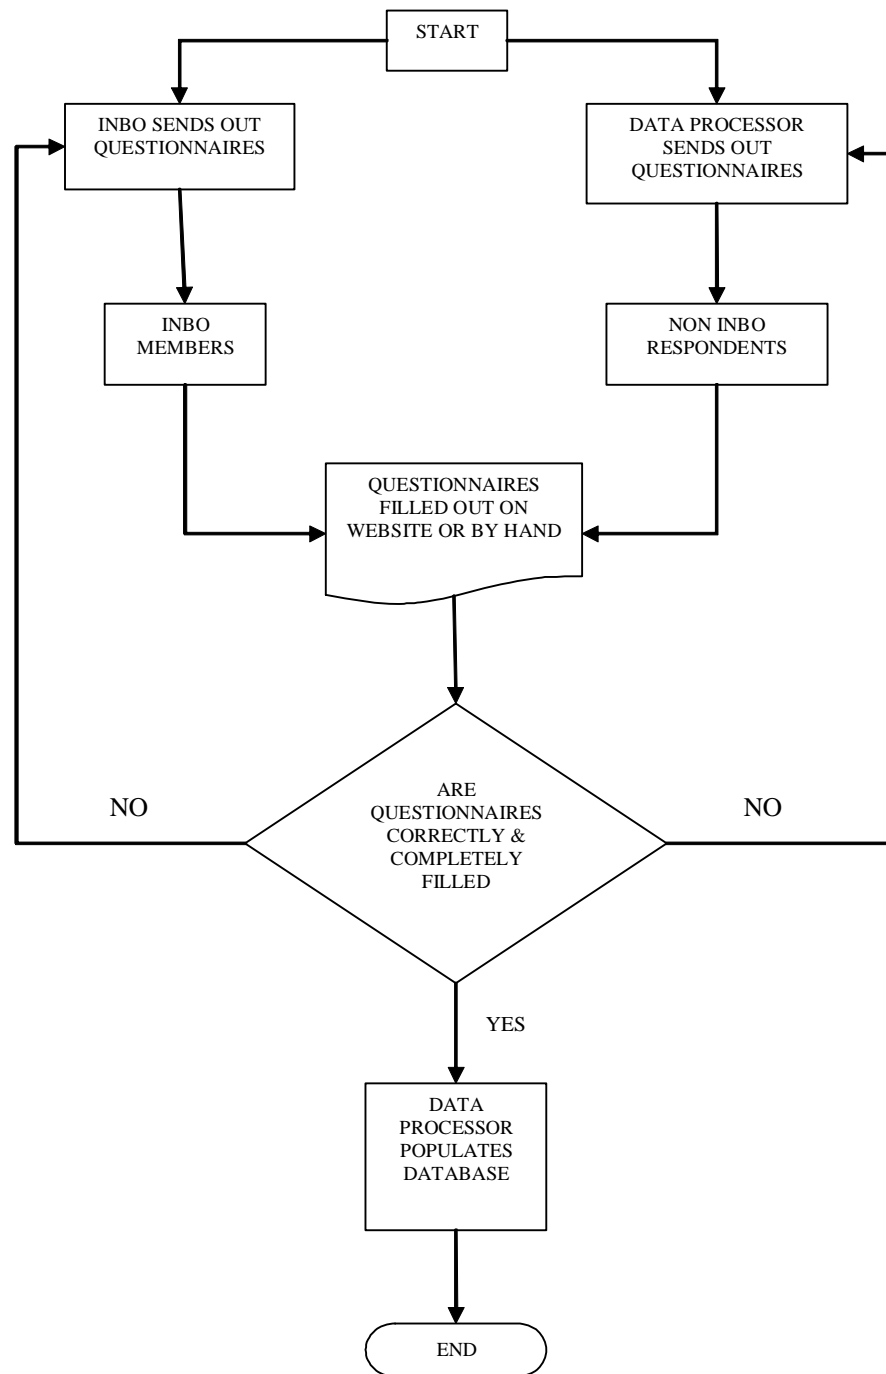 START
INBO SENDS OUT
QUESTIONNAIRES
DATA PROCESSOR
SENDS OUT
QUESTIONNAIRES
INBO
MEMBERS
NON INBO
RESPONDENTS
QUESTIONNAIRES
FILLED OUT ON
WEBSITE OR BY HAND
ARE
QUESTIONNAIRES
CORRECTLY &
COMPLETELY
FILLED
NO
NO
YES
DATA
PROCESSOR
POPULATES
DATABASE
END